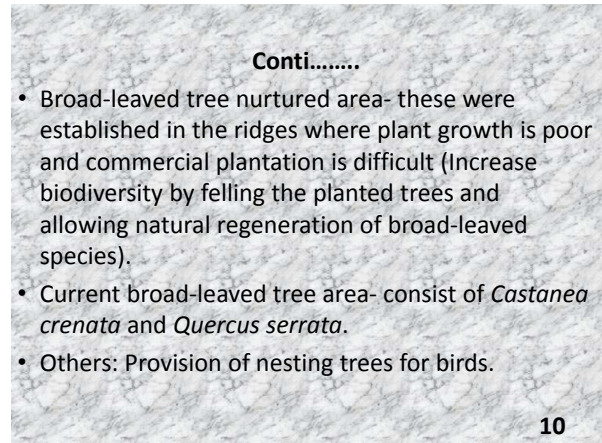 Conti……..
• Broad-leaved tree nurtured area- these were
established in the ridges where plant growth is poor
and commercial plantation is difficult (Increase
biodiversity by felling the planted trees and
allowing natural regeneration of broad-leaved
species).
• Current broad-leaved tree area- consist of Castanea
crenata and Quercus serrata.
• Others: Provision of nesting trees for birds.
10